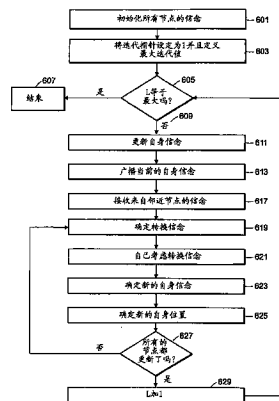 初始化所有节点的信念
601
将迭代指针设定为1并且定义
最大迭代值
603
607
结束
是
L等于
最大吗?
605
否
609
更新自身信念
611
广播当前的自身信念
613
接收来自邻近节点的信念
617
确定转换信念
619
自己考虑转换信念
621
确定新的自身信念
623
确定新的自身位置
625
所有的
节点都
更新了吗?
627
否
是
L加1
629